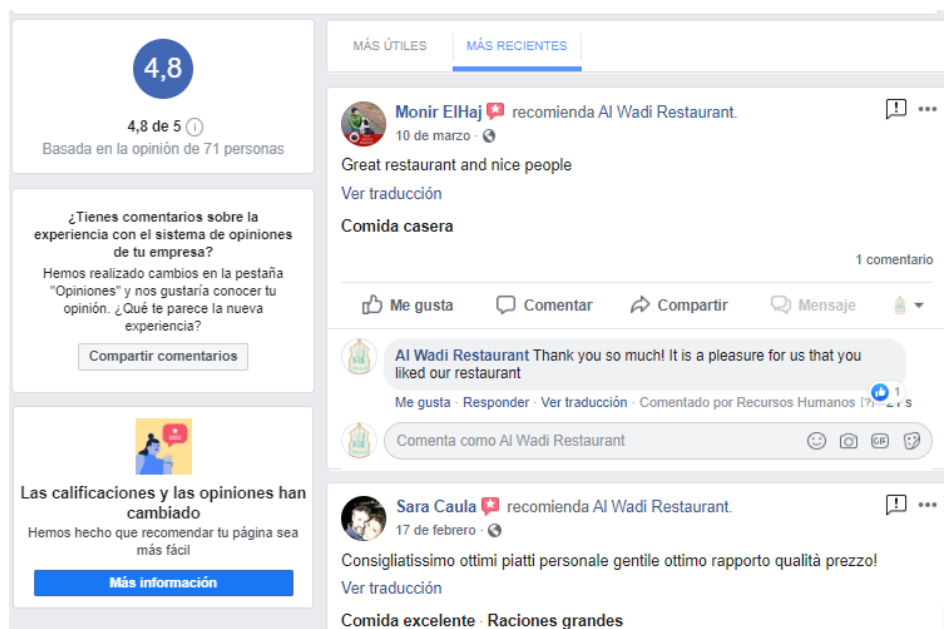 4,8
4,8 de 5
Basada en la opinión de 71 personas
¿Tienes comentarios sobre la
experiencia con el sistema de opiniones
de tu empresa?
Hemos realizado cambios en la pestaña
"Opiniones" y nos gustaría conocer tu
opinión. ¿Qué te parece la nueva
experiencia?
Compartir comentarios
Las calificaciones y las opiniones han
cambiado
Hemos hecho que recomendar tu página sea
más fácil
Más información
MÁS ÚTILES
MÁS RECIENTES
Monir ElHaj recomienda Al Wadi Restaurant.
10 de marzo ·
Great restaurant and nice people
Ver traducción
Comida casera
1 comentario
Me gusta
Comentar
Compartir
Mensaje
Al Wadi Restaurant Thank you so much! It is a pleasure for us that you
liked our restaurant
1
Me gusta · Responder · Ver traducción · Comentado por Recursos Humanos [?]
Comenta como Al Wadi Restaurant
GIF
Sara Caula recomienda Al Wadi Restaurant.
17 de febrero ·
Consigliatissimo ottimi piatti personale gentile ottimo rapporto qualità prezzo!
Ver traducción
Comida excelente · Raciones grandes